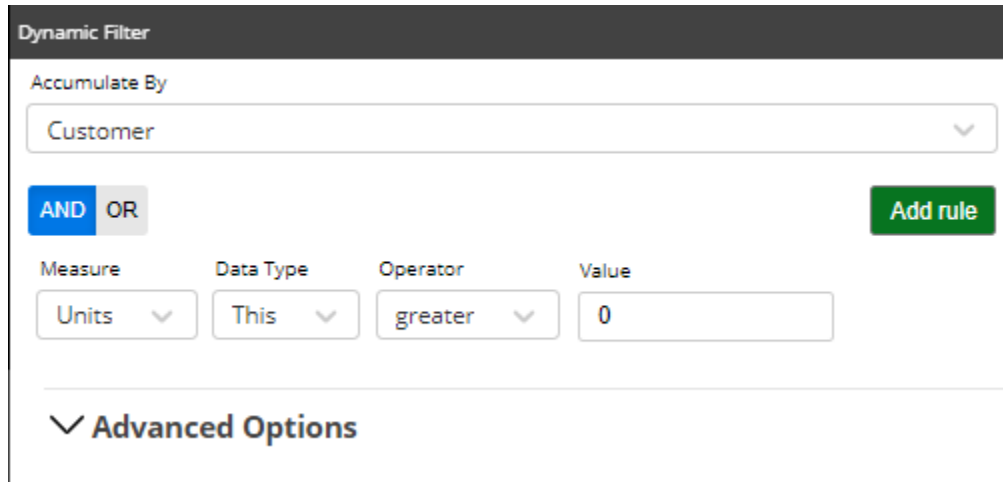 Dynamic Filter
Accumulate By
Customer
AND OR Add rule
Measure Data Type Operator Value
Units This greater 0
Advanced Options